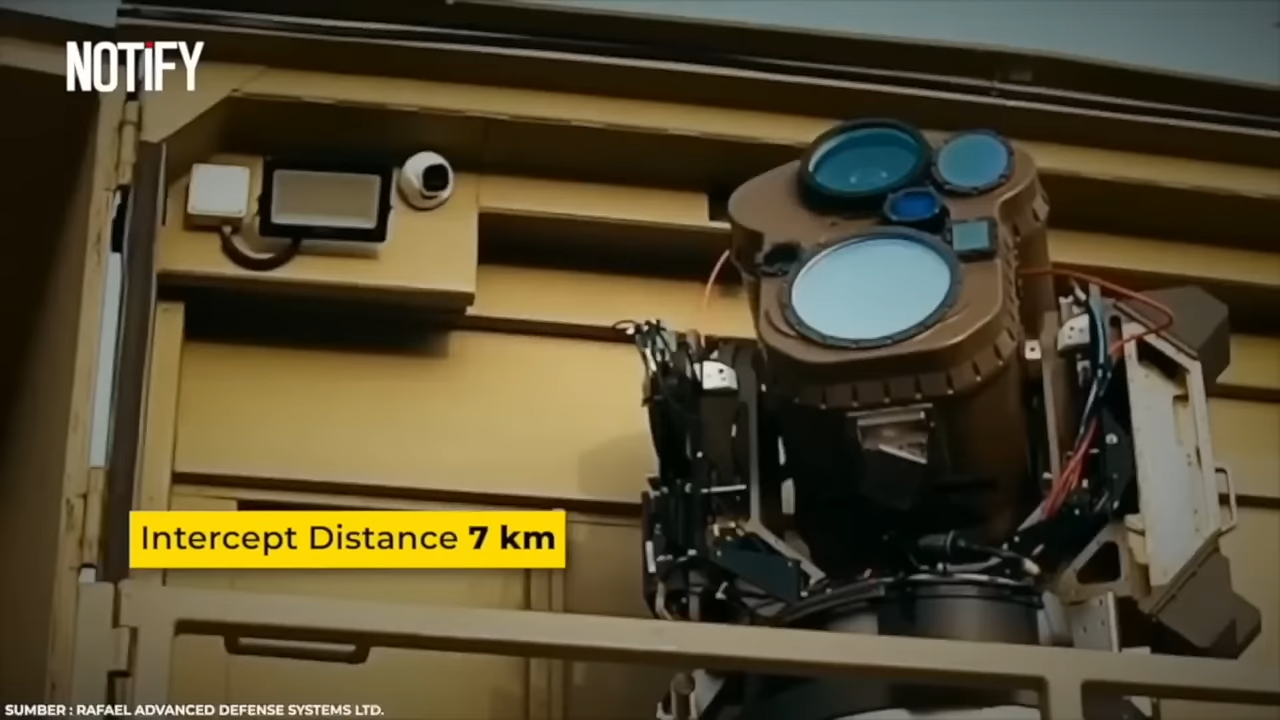 NOTiFY
Intercept Distance 7 km
SUMBER : RAFAEL ADVANCED DEFENSE SYSTEMS LTD.